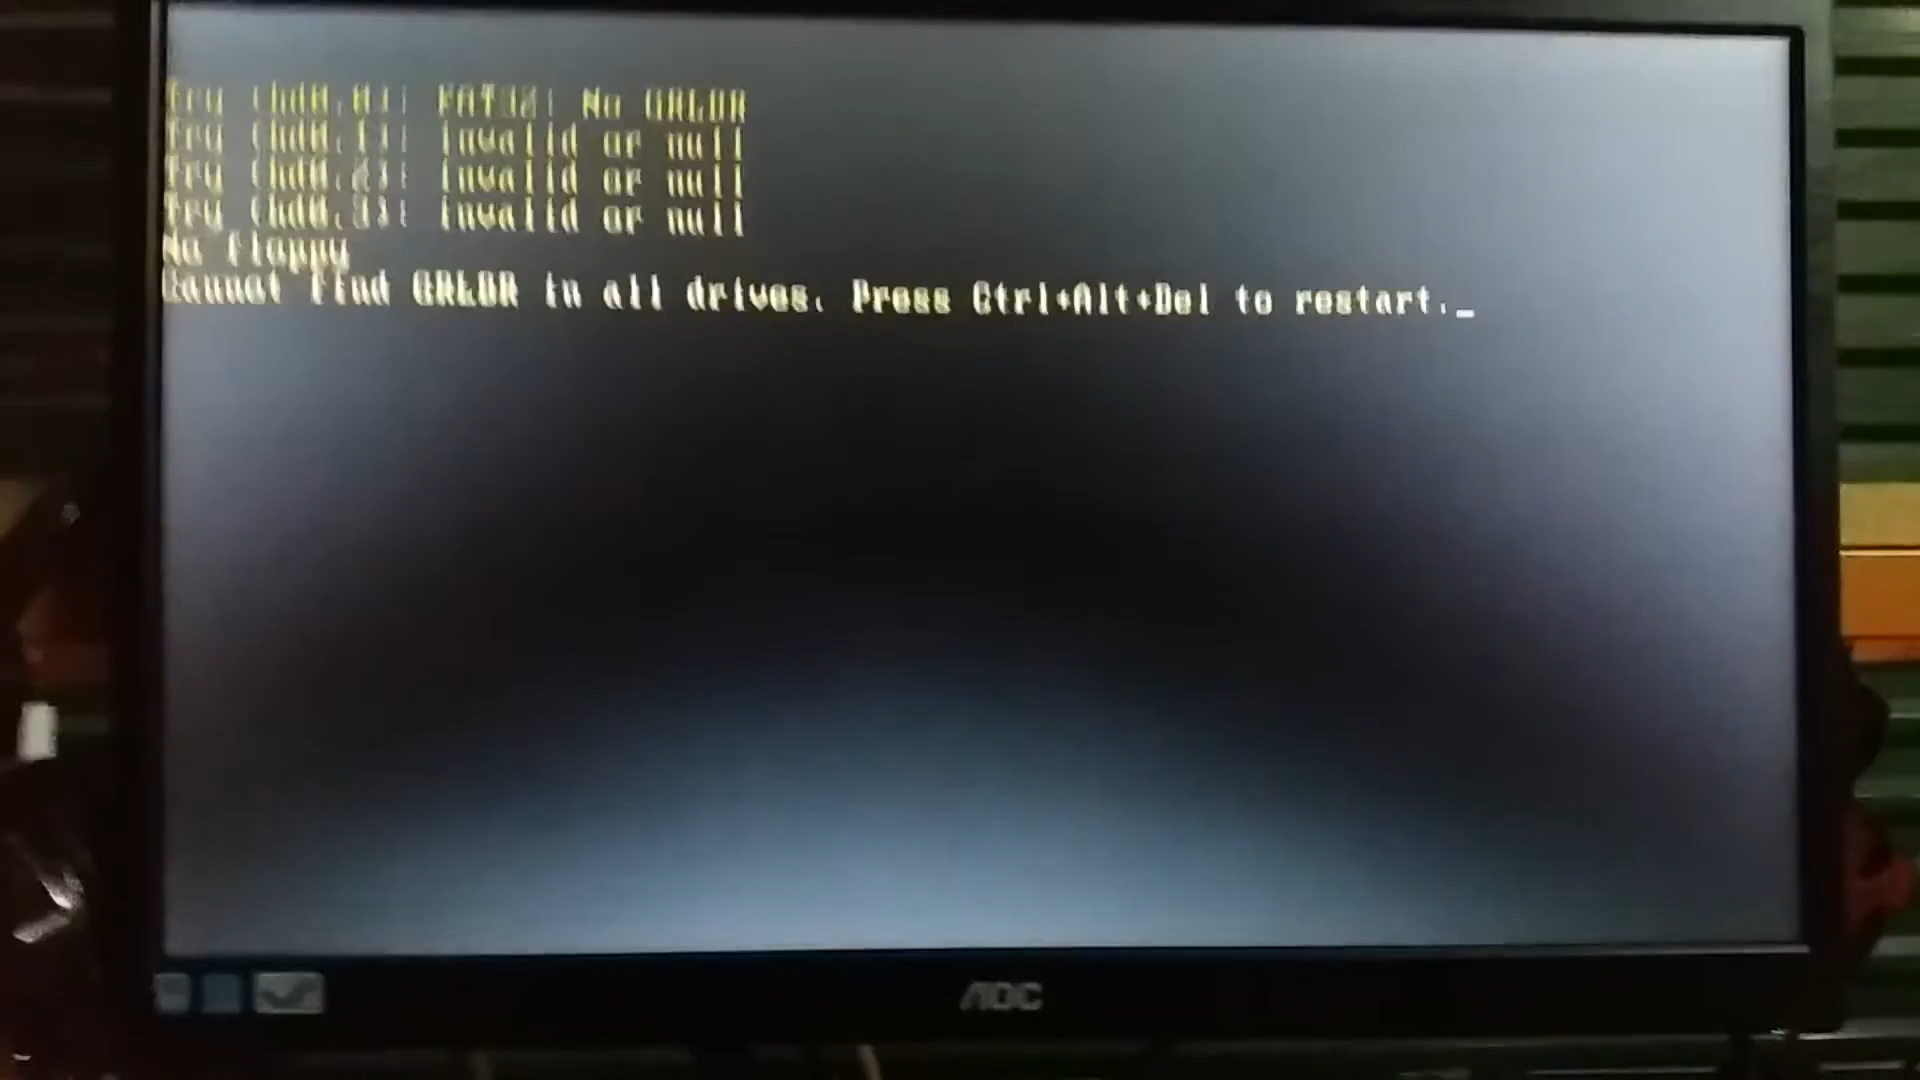 Try (hd0,0): FAT32: No GRLDR
Try (hd0,1): invalid or null
Try (hd0,2): invalid or null
Try (hd0,3): invalid or null
No floppy
Cannot find GRLDR in all drives. Press Ctrl+Alt+Del to restart._
AOC